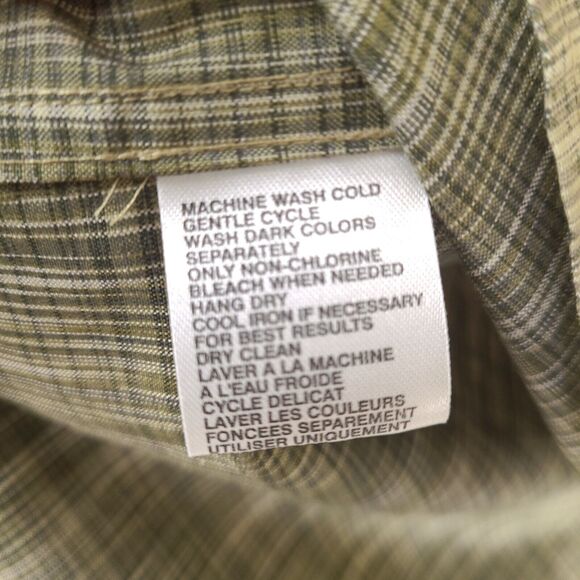 MACHINE WASH COLD
GENTLE CYCLE
WASH DARK COLORS
SEPARATELY
ONLY NON-CHLORINE
BLEACH WHEN NEEDED
HANG DRY
COOL IRON IF NECESSARY
FOR BEST RESULTS
DRY CLEAN
LAVER A LA MACHINE
A L'EAU FROIDE
CYCLE DELICAT
LAVER LES COULEURS
FONCEES SEPAREMENT
UTILISER UNIQUEMENT